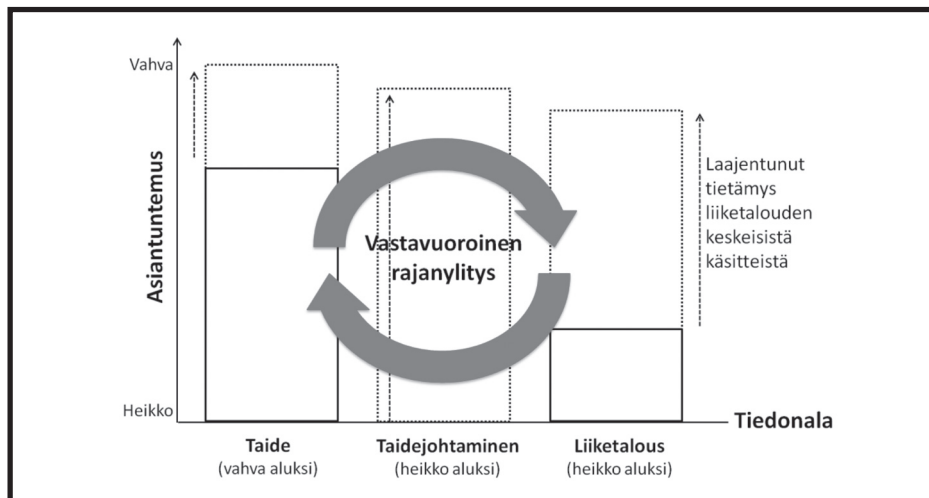 Vahva
Asiantuntemus
Heikko
Vastavuoroinen
rajanylitys
Laajentunut
tietämys
liiketalouden
keskeisistä
käsitteistä
Tiedonala
Taide
(vahva aluksi)
Taidejohtaminen
(heikko aluksi)
Liiketalous
(heikko aluksi)